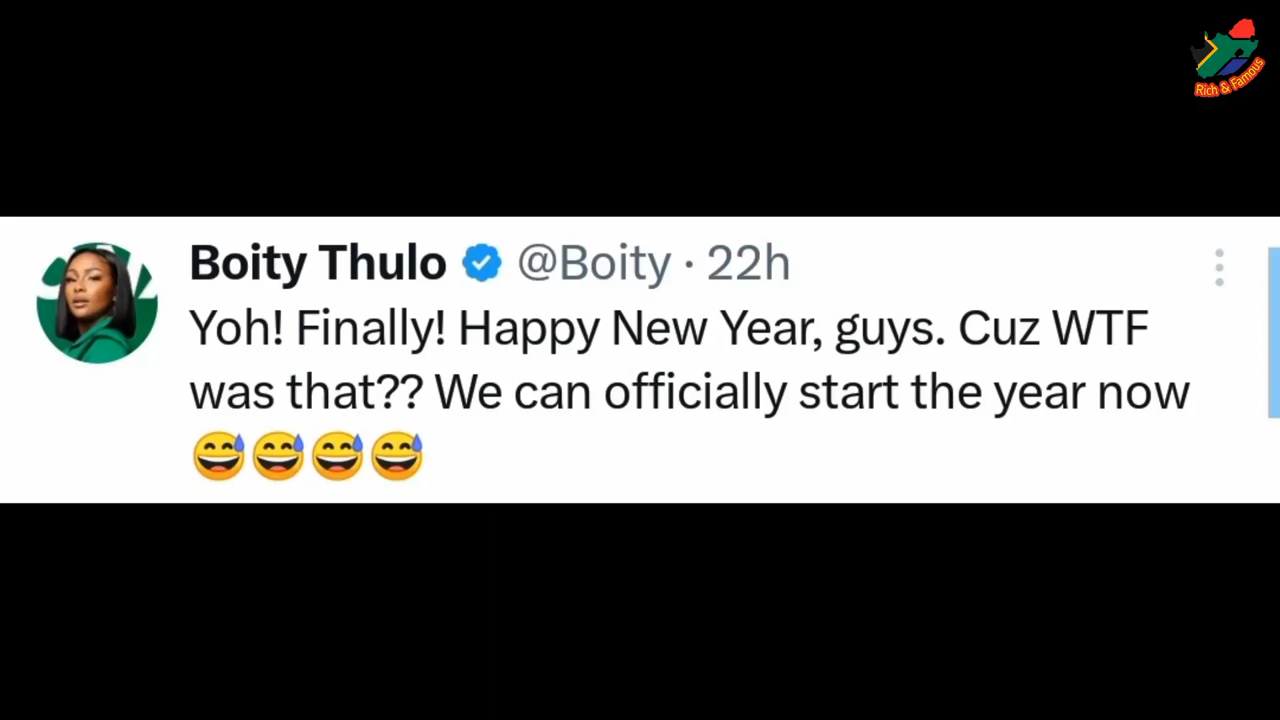 Rich & Famous
Boity Thulo @Boity · 22h
Yoh! Finally! Happy New Year, guys. Cuz WTF
was that?? We can officially start the year now
😅😅😅😅